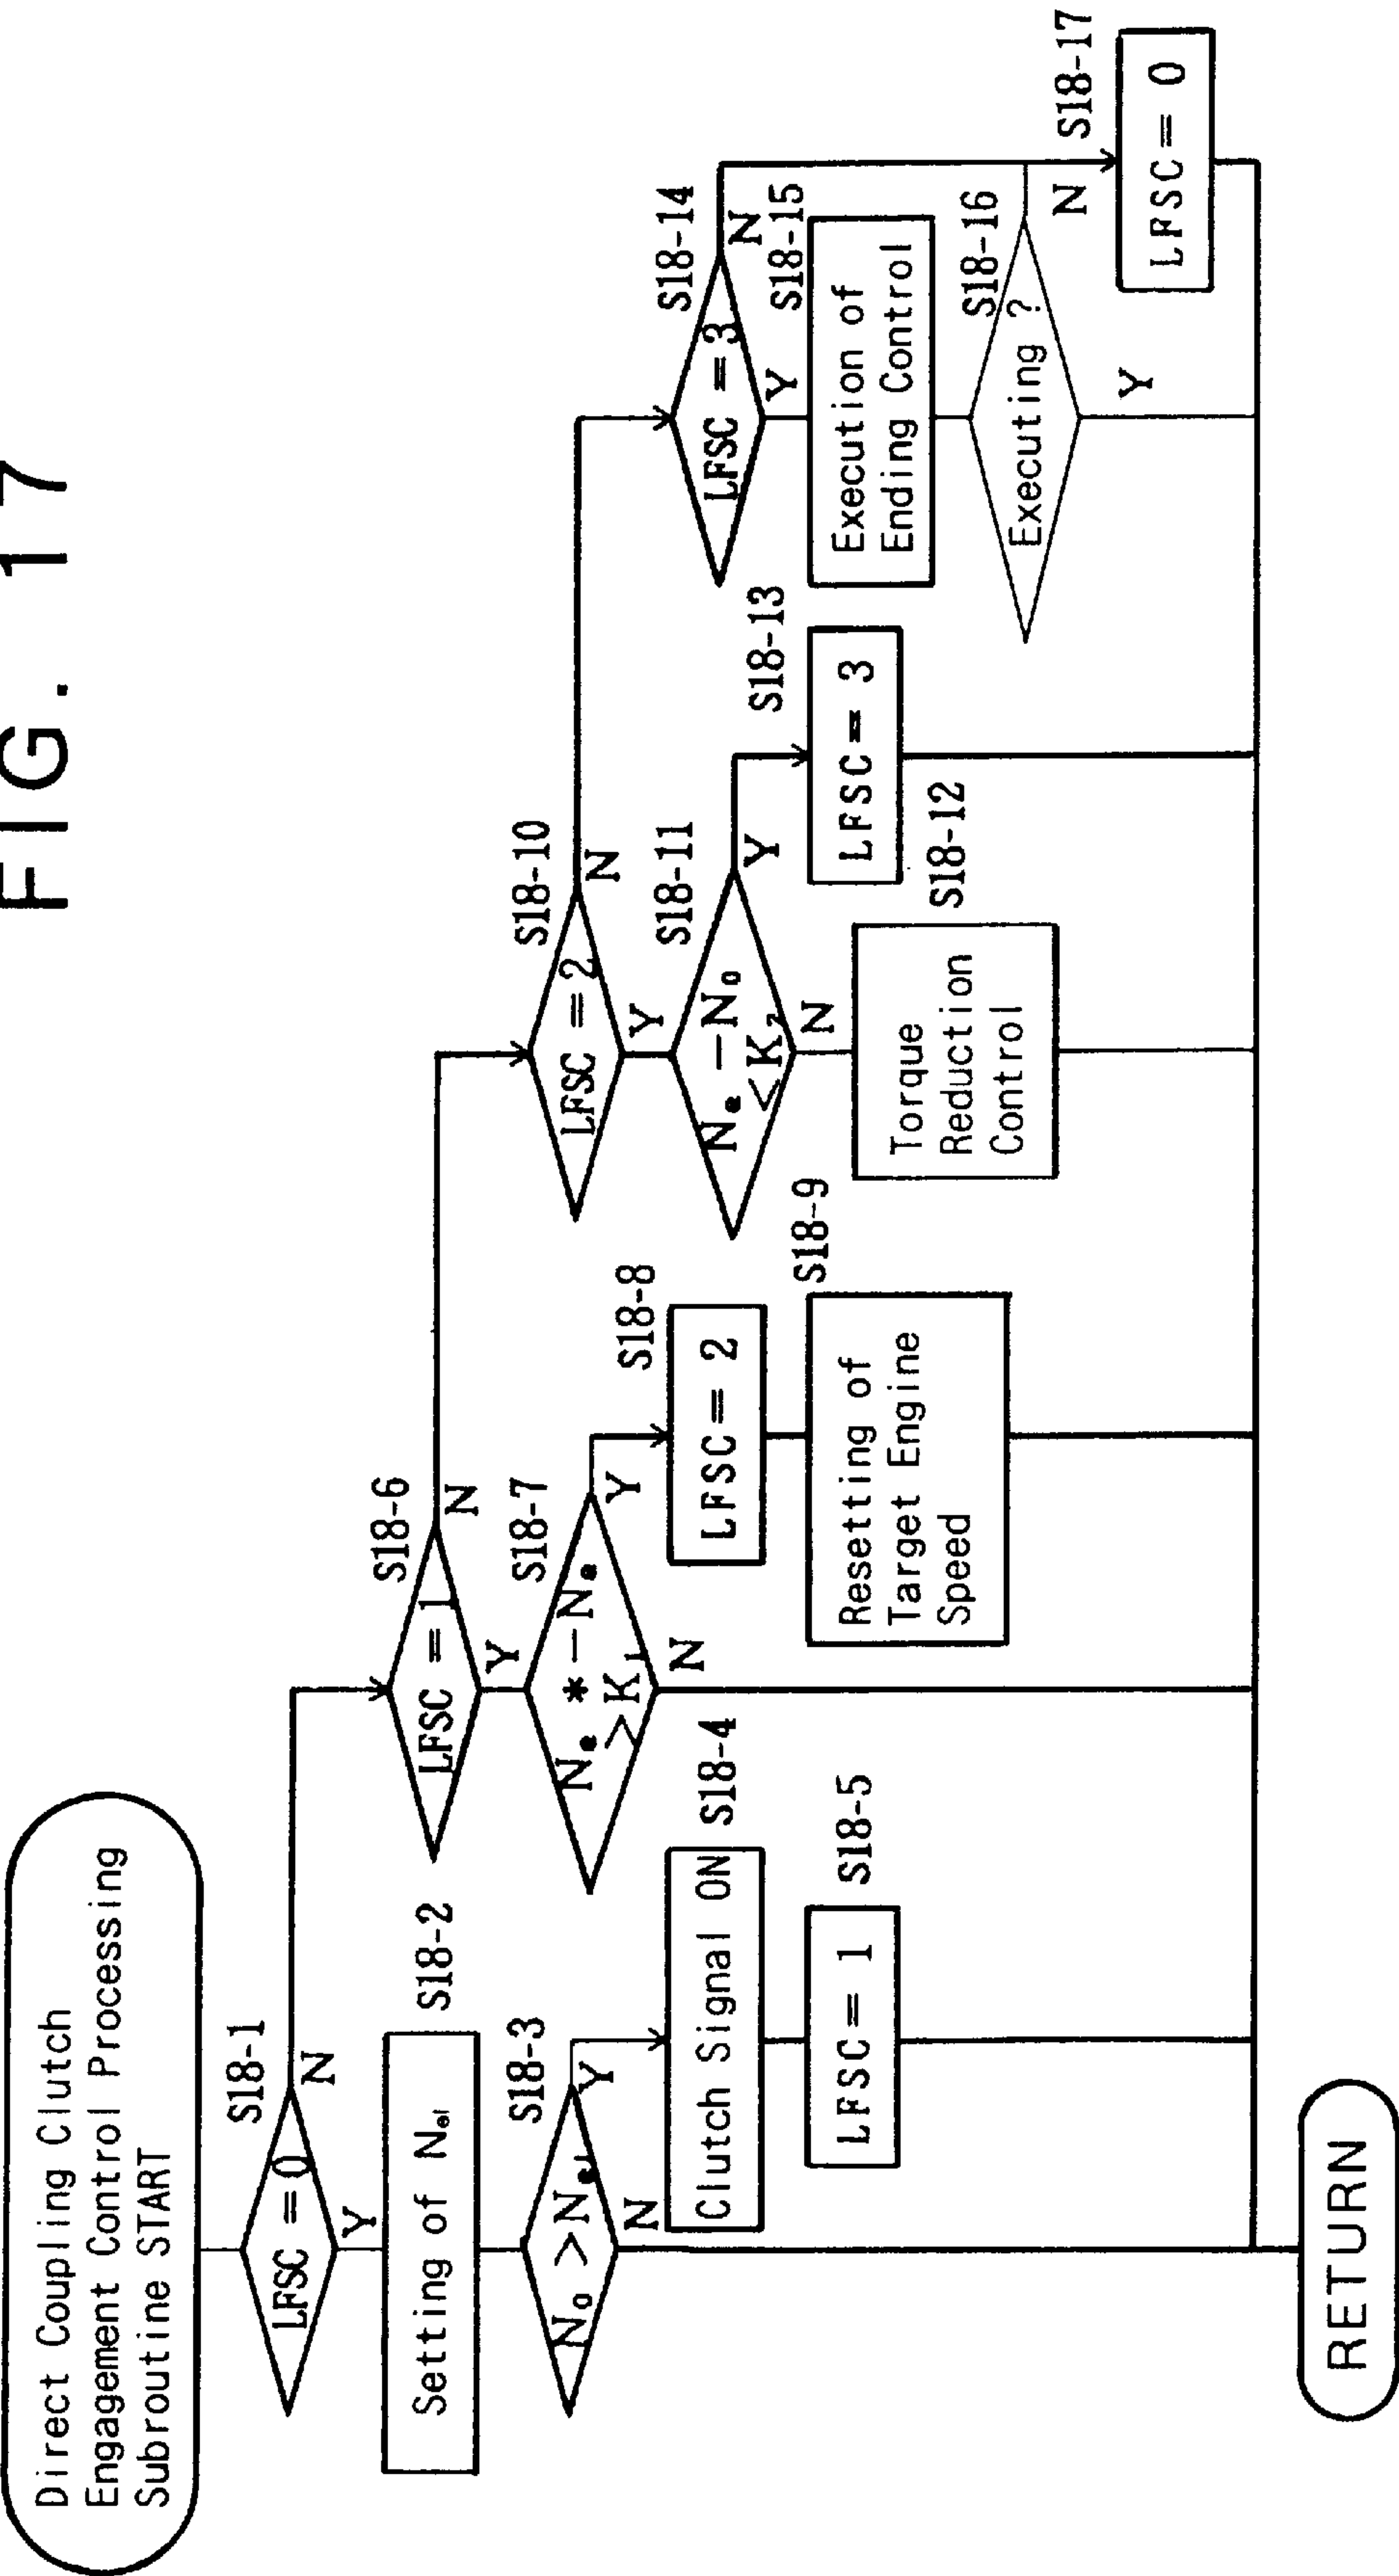 FIG. 17
Direct Coupling Clutch
Engagement Control Processing
Subroutine START
S18-1
LFSC = 0
N
Y
S18-2
Setting of Nel
S18-3
No > Nel
Y
N
S18-4
Clutch Signal ON
S18-5
LFSC = 1
S18-6
LFSC = 1
N
Y
S18-7
Ne * − Ne
> K1
Y
N
S18-8
LFSC = 2
S18-9
Resetting of
Target Engine
Speed
S18-10
LFSC = 2
N
Y
S18-11
Ne − No
< K2
Y
N
S18-12
Torque
Reduction
Control
S18-13
LFSC = 3
S18-14
LFSC = 3
N
Y
S18-15
Execution of
Ending Control
S18-16
Executing ?
N
Y
S18-17
LFSC = 0
RETURN